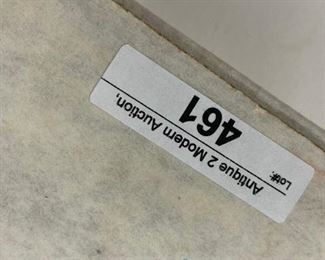 Antique 2 Modern Auction,
Lot#:
461